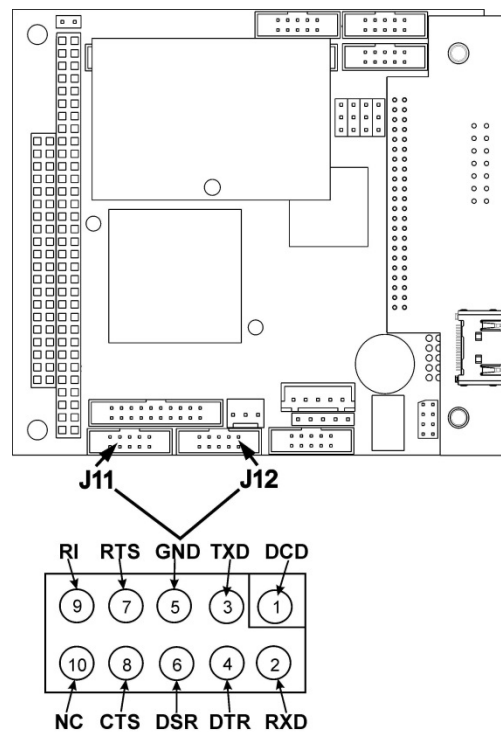 J11 J12
RI RTS GND TXD DCD
9 7 5 3 1
10 8 6 4 2
NC CTS DSR DTR RXD